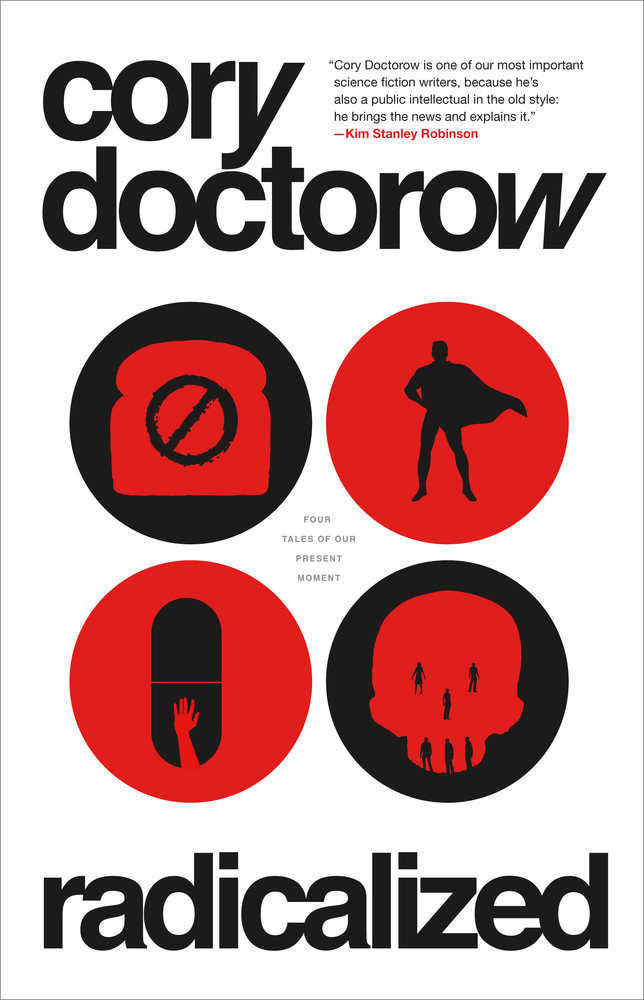 cory
doctorow
“Cory Doctorow is one of our most important
science fiction writers, because he’s
also a public intellectual in the old style:
he brings the news and explains it.”
—Kim Stanley Robinson
FOUR
TALES OF OUR
PRESENT
MOMENT
radicalized